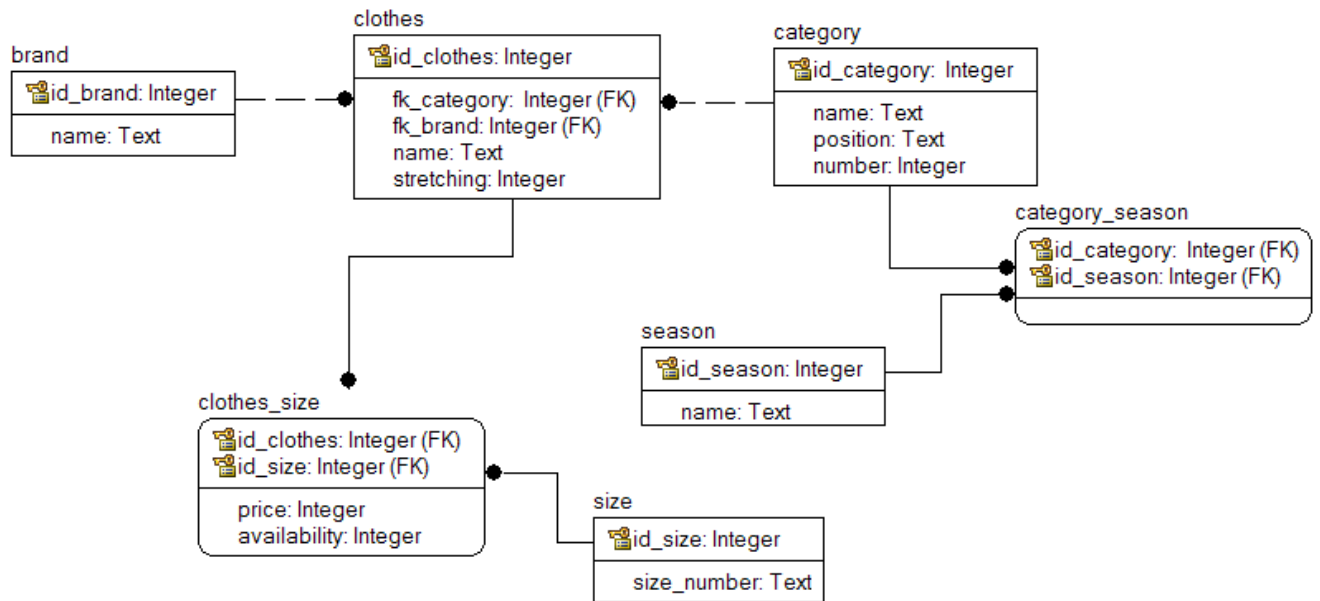 brand
id_brand: Integer
name: Text
clothes
id_clothes: Integer
fk_category: Integer (FK)
fk_brand: Integer (FK)
name: Text
stretching: Integer
category
id_category: Integer
name: Text
position: Text
number: Integer
category_season
id_category: Integer (FK)
id_season: Integer (FK)
season
id_season: Integer
name: Text
clothes_size
id_clothes: Integer (FK)
id_size: Integer (FK)
price: Integer
availability: Integer
size
id_size: Integer
size_number: Text